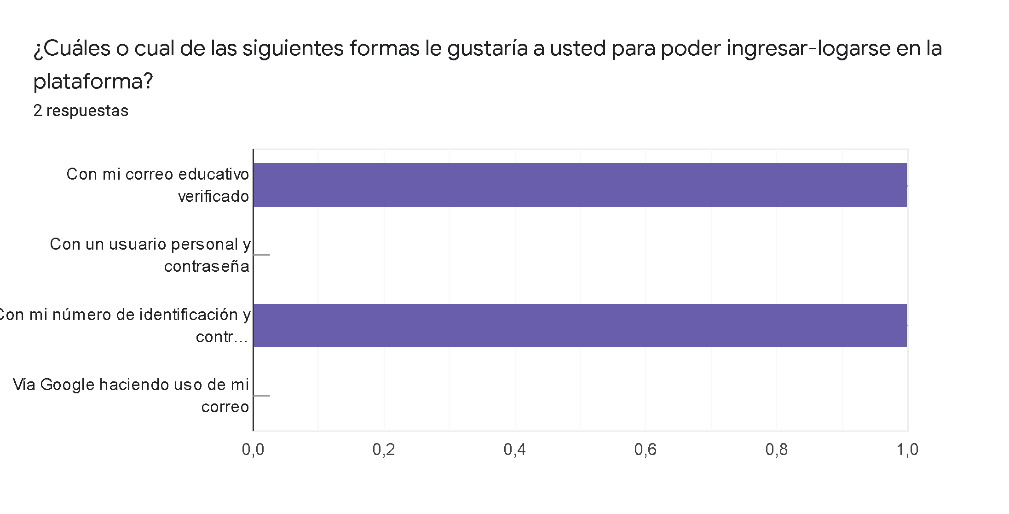 ¿Cuáles o cual de las siguientes formas le gustaría a usted para poder ingresar-logarse en la
plataforma?
2 respuestas
Con mi correo educativo
verificado
Con un usuario personal y
contraseña
Con mi número de identificación y
contr...
Vía Google haciendo uso de mi
correo
0,0 0,2 0,4 0,6 0,8 1,0